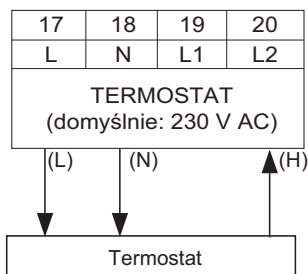 17 18 19 20
L N L1 L2
TERMOSTAT
(domyślnie: 230 V AC)
(L) (N) (H)
Termostat